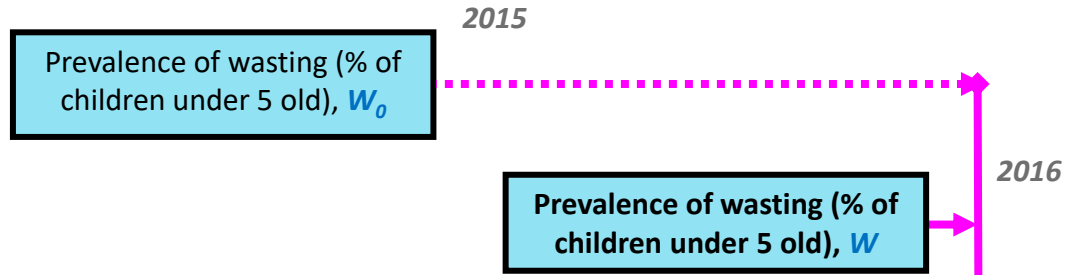 2015
Prevalence of wasting (% of
children under 5 old), W₀
2016
Prevalence of wasting (% of
children under 5 old), W